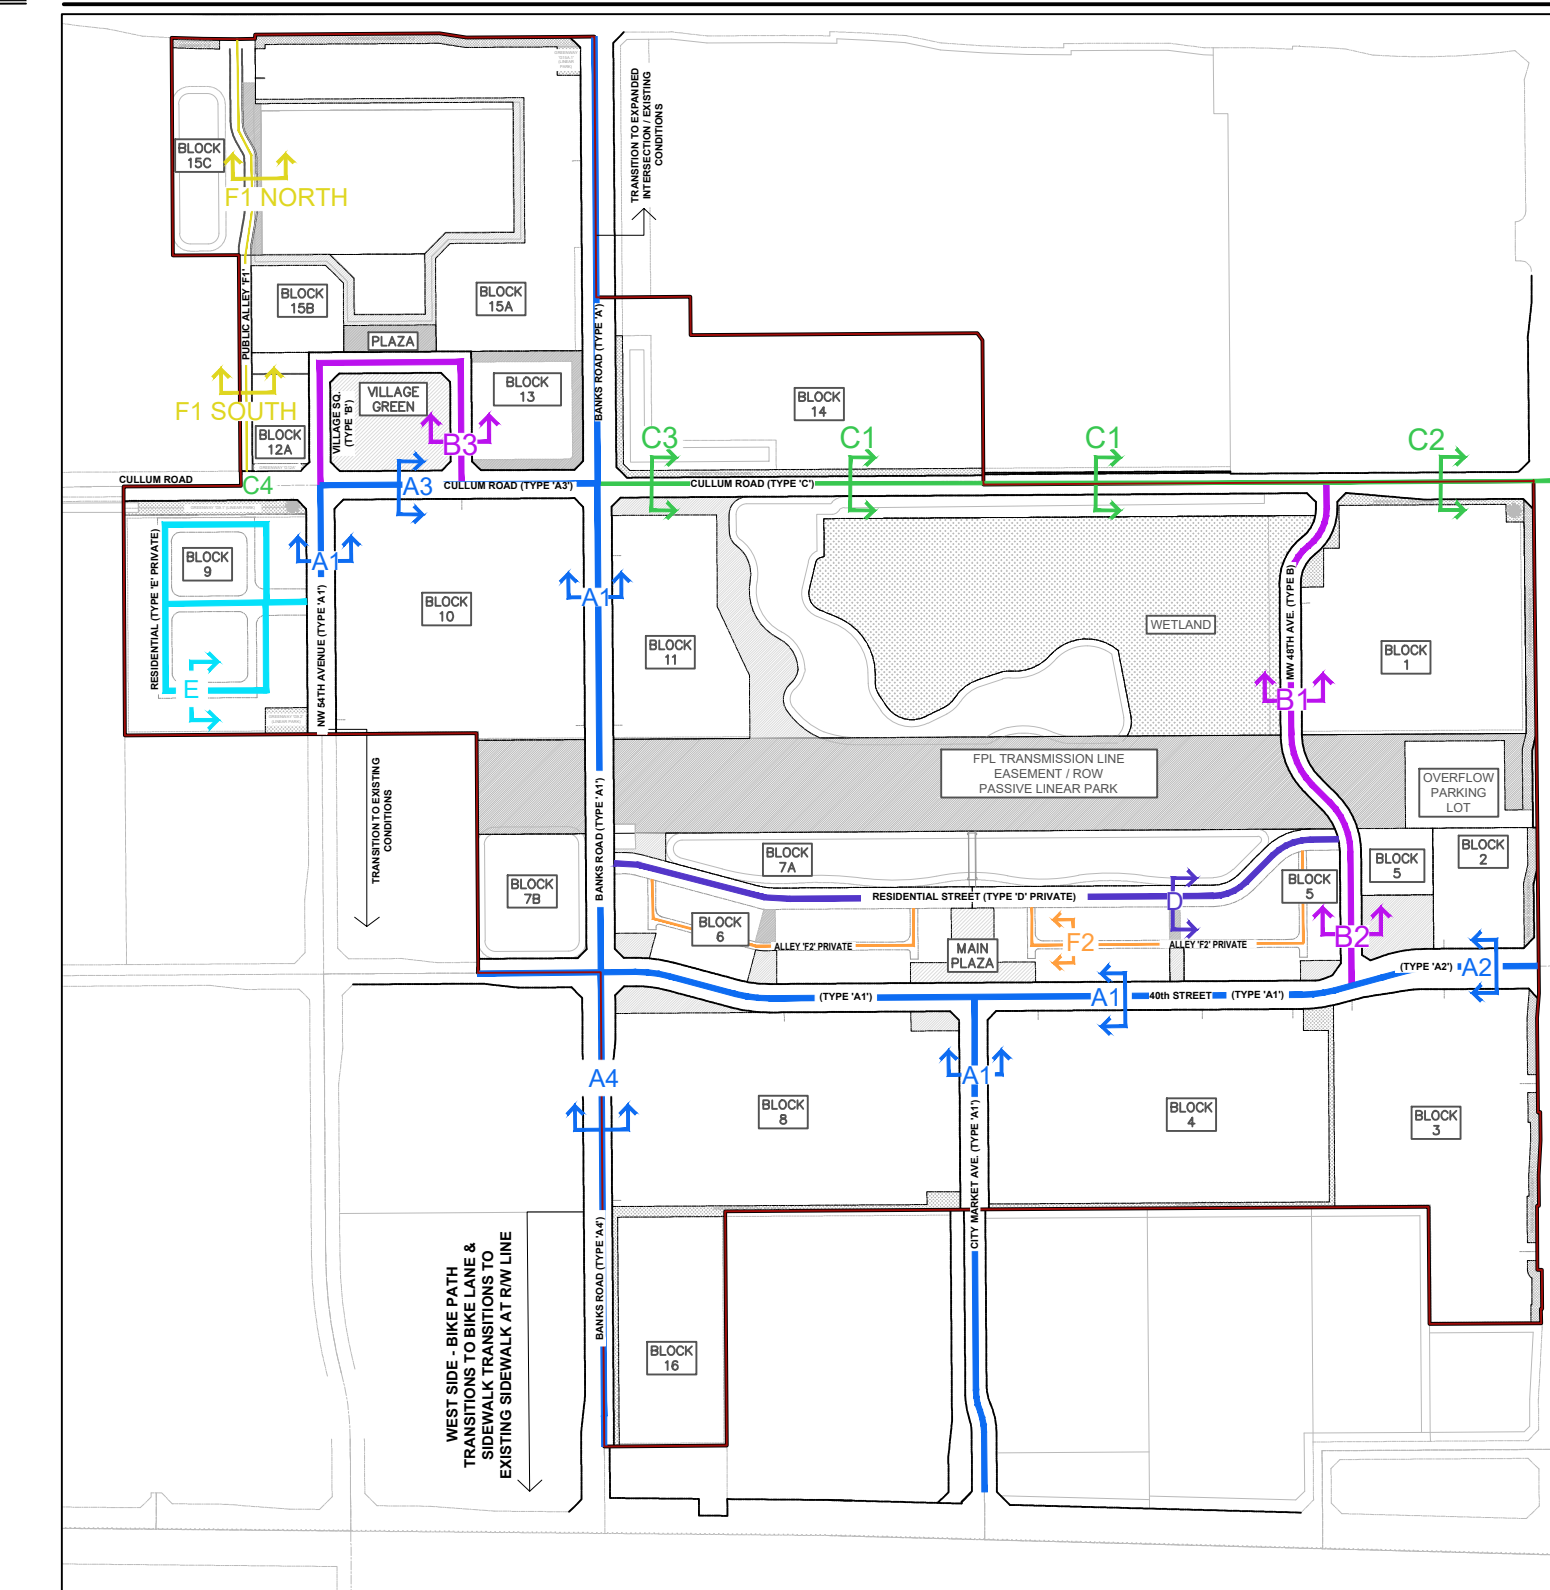 TRANSITION TO EXPANDED
INTERSECTION / EXISTING
CONDITIONS
BLOCK
15C
F1 NORTH
PUBLIC ALLEY 'F1'
BLOCK
15B
BLOCK
15A
PLAZA
BANKS ROAD (TYPE 'A')
VILLAGE
GREEN
VILLAGE SQ.
(TYPE 'B')
BLOCK
13
BLOCK
14
F1 SOUTH
BLOCK
12A
B3
C3
C1
C1
C2
CULLUM ROAD
C4
A3
CULLUM ROAD (TYPE 'A3')
CULLUM ROAD (TYPE 'C')
RESIDENTIAL (TYPE 'E' PRIVATE)
BLOCK
9
A1
NW 54TH AVENUE (TYPE 'A1')
BLOCK
10
A1
BLOCK
11
WETLAND
MW 48TH AVE. (TYPE B)
BLOCK
1
E
B1
TRANSITION TO EXISTING
CONDITIONS
BANKS ROAD (TYPE 'A1')
FPL TRANSMISSION LINE
EASEMENT / ROW
PASSIVE LINEAR PARK
OVERFLOW
PARKING
LOT
BLOCK
7A
BLOCK
7B
RESIDENTIAL STREET (TYPE 'D' PRIVATE)
D
BLOCK
5
BLOCK
5
BLOCK
2
BLOCK
6
ALLEY 'F2' PRIVATE
MAIN
PLAZA
F2
ALLEY 'F2' PRIVATE
B2
(TYPE 'A2')
A2
(TYPE 'A1')
A1
40th STREET
(TYPE 'A1')
A4
A1
BLOCK
8
CITY MARKET AVE. (TYPE 'A1')
BLOCK
4
BLOCK
3
BANKS ROAD (TYPE 'A4')
WEST SIDE - BIKE PATH
TRANSITIONS TO BIKE LANE &
SIDEWALK TRANSITIONS TO
EXISTING SIDEWALK AT R/W LINE
BLOCK
16